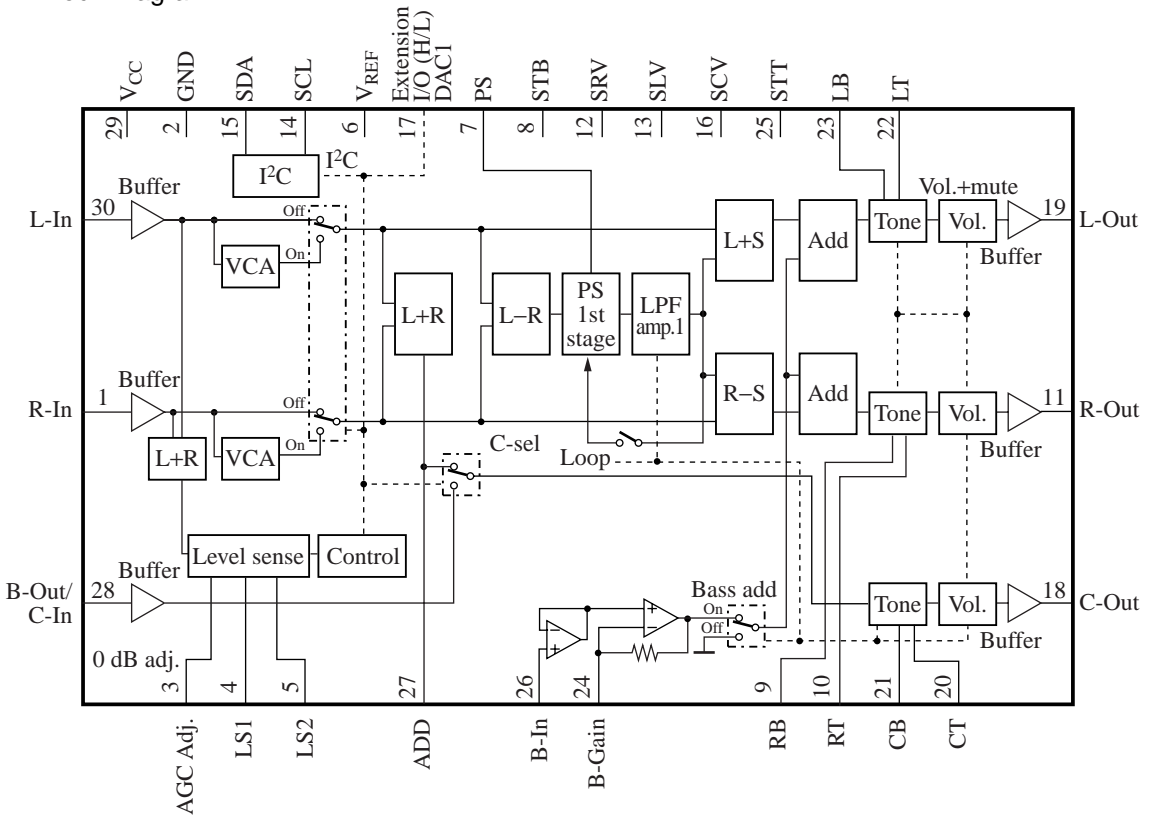 VCC
GND
SDA
SCL
VREF
Extension
I/O (H/L)
DAC1
PS
STB
SRV
SLV
SCV
STT
LB
LT
29
2
15
14
6
17
7
8
12
13
16
25
23
22
I²C
I²C
Buffer
L-In
30
Off
On
VCA
L+R
L−R
PS
1st
stage
LPF
amp.1
L+S
Add
Tone
Vol.+mute
Vol.
19
L-Out
Buffer
Buffer
R-In
1
Off
On
L+R
VCA
R−S
Add
Tone
Vol.
11
R-Out
Buffer
C-sel
Loop
Level sense
Control
B-Out/
C-In
28
Buffer
Bass add
On
Off
+
−
−
+
Tone
Vol.
18
C-Out
Buffer
0 dB adj.
3
4
5
27
26
24
9
10
21
20
AGC Adj.
LS1
LS2
ADD
B-In
B-Gain
RB
RT
CB
CT